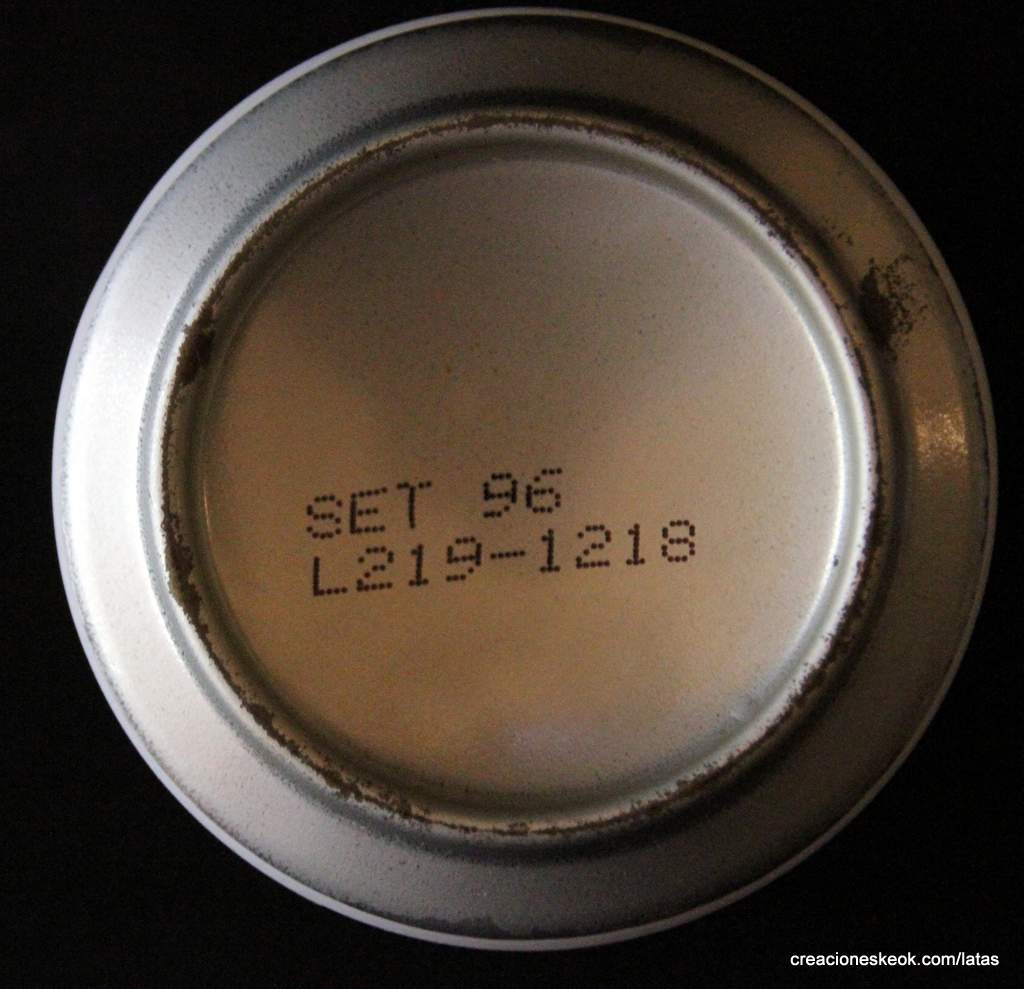 SET 96
L219-1218
creacioneskeok.com/latas